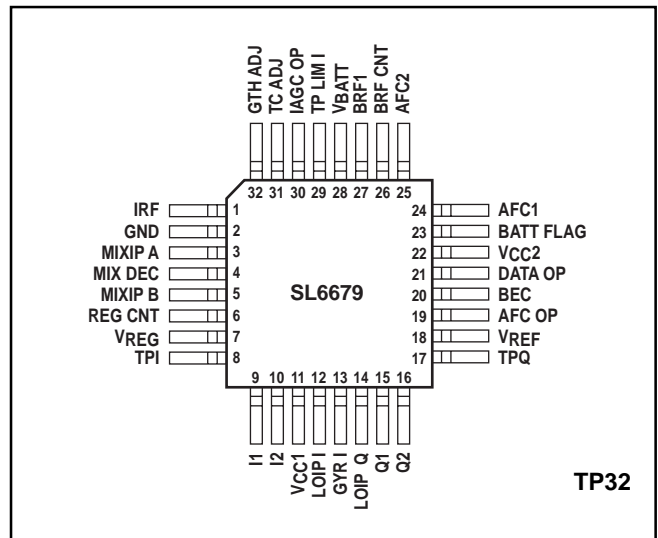 GTH ADJ
TC ADJ
IAGC OP
TP LIM I
VBATT
BRF1
BRF CNT
AFC2
32 31 30 29 28 27 26 25
IRF 1
GND 2
MIXIP A 3
MIX DEC 4
MIXIP B 5
REG CNT 6
VREG 7
TPI 8
SL6679
24 AFC1
23 BATT FLAG
22 VCC2
21 DATA OP
20 BEC
19 AFC OP
18 VREF
17 TPQ
9 10 11 12 13 14 15 16
I1
I2
VCC1
LOIP I
GYR I
LOIP Q
Q1
Q2
TP32